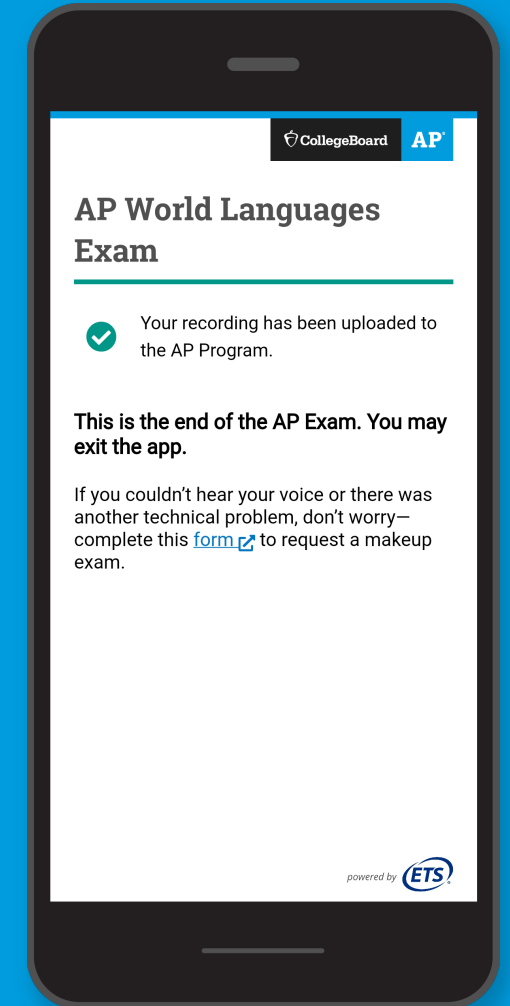 CollegeBoard AP
AP World Languages
Exam
Your recording has been uploaded to
the AP Program.
This is the end of the AP Exam. You may
exit the app.
If you couldn’t hear your voice or there was
another technical problem, don’t worry—
complete this form to request a makeup
exam.
powered by ETS®